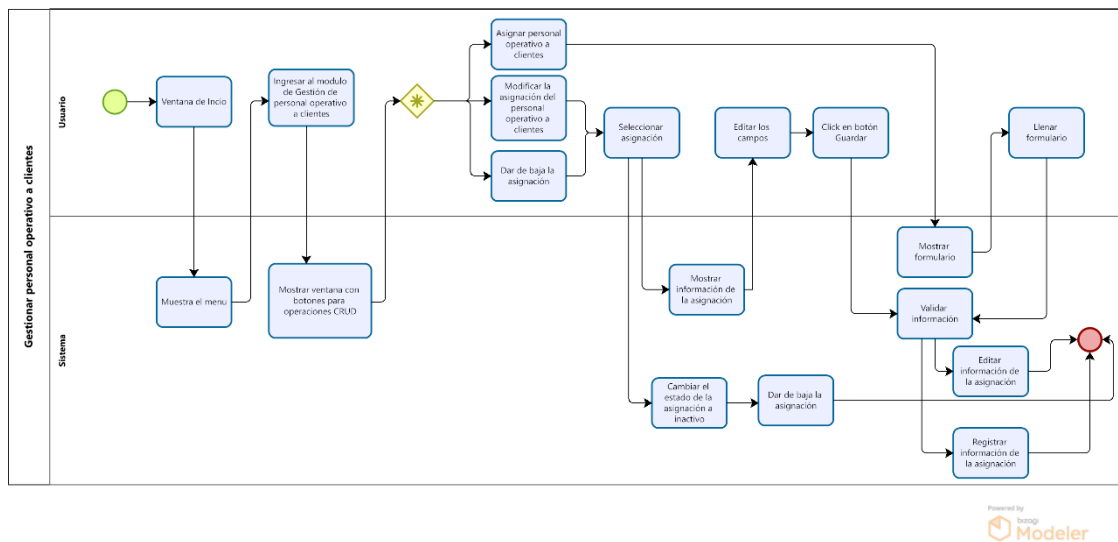 Gestionar personal operativo a clientes
Usuario
Ventana de Incio
Ingresar al modulo
de Gestión de
personal operativo
a clientes
Asignar personal
operativo a
clientes
Modificar la
asignación del
personal
operativo a
clientes
Dar de baja la
asignación
Seleccionar
asignación
Editar los
campos
Click en botón
Guardar
Llenar
formulario
Sistema
Muestra el menu
Mostrar ventana con
botones para
operaciones CRUD
Mostrar
información de
la asignación
Mostrar
formulario
Validar
información
Editar
información de
la asignación
Cambiar el
estado de la
asignación a
inactivo
Dar de baja la
asignación
Registrar
información de
la asignación
Powered by
bizagi
Modeler